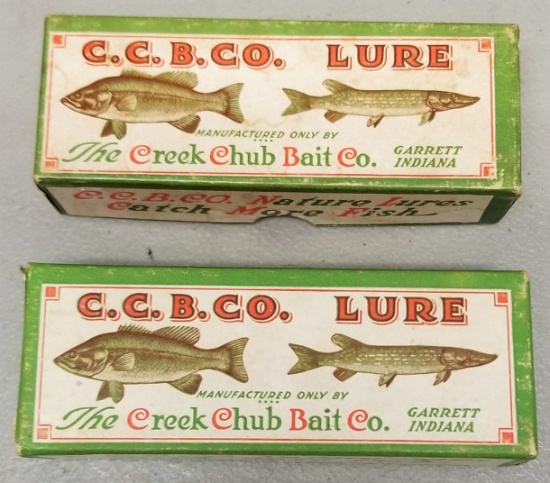 C.C.B.CO. LURE
MANUFACTURED ONLY BY
The Creek Chub Bait Co.
GARRETT
INDIANA
C.C.B.CO. Nature Lures
Catch More Fish
C.C.B.CO. LURE
MANUFACTURED ONLY BY
The Creek Chub Bait Co.
GARRETT
INDIANA